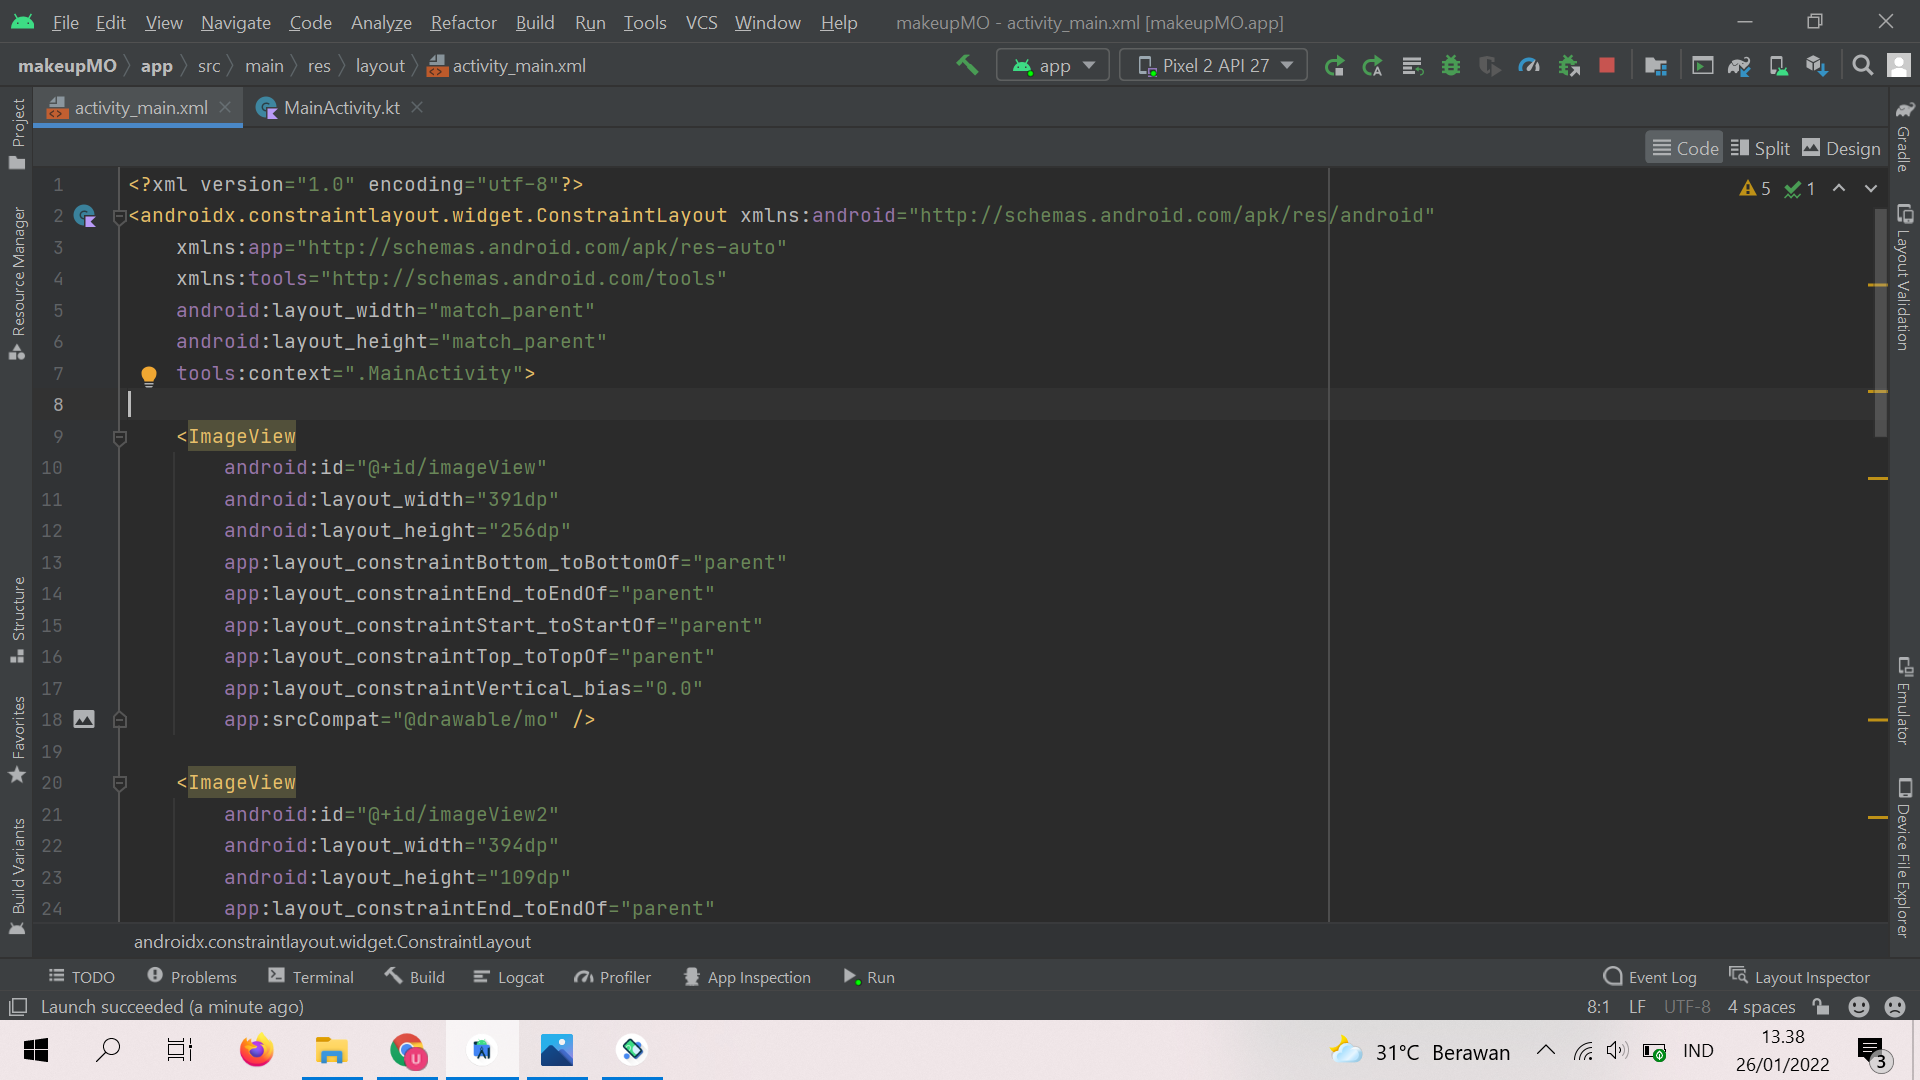 File Edit View Navigate Code Analyze Refactor Build Run Tools VCS Window Help makeupMO - activity_main.xml [makeupMO.app]
makeupMO app src main res layout activity_main.xml app Pixel 2 API 27
activity_main.xml MainActivity.kt
Code Split Design
5 1
1 <?xml version="1.0" encoding="utf-8"?>
2 <androidx.constraintlayout.widget.ConstraintLayout xmlns:android="http://schemas.android.com/apk/res/android"
3 xmlns:app="http://schemas.android.com/apk/res-auto"
4 xmlns:tools="http://schemas.android.com/tools"
5 android:layout_width="match_parent"
6 android:layout_height="match_parent"
7 tools:context=".MainActivity">
8
9 <ImageView
10 android:id="@+id/imageView"
11 android:layout_width="391dp"
12 android:layout_height="256dp"
13 app:layout_constraintBottom_toBottomOf="parent"
14 app:layout_constraintEnd_toEndOf="parent"
15 app:layout_constraintStart_toStartOf="parent"
16 app:layout_constraintTop_toTopOf="parent"
17 app:layout_constraintVertical_bias="0.0"
18 app:srcCompat="@drawable/mo" />
19
20 <ImageView
21 android:id="@+id/imageView2"
22 android:layout_width="394dp"
23 android:layout_height="109dp"
24 app:layout_constraintEnd_toEndOf="parent"
Project
Resource Manager
Structure
Favorites
Build Variants
Gradle
Layout Validation
Emulator
Device File Explorer
androidx.constraintlayout.widget.ConstraintLayout
TODO Problems Terminal Build Logcat Profiler App Inspection Run Event Log Layout Inspector
Launch succeeded (a minute ago) 8:1 LF UTF-8 4 spaces
31°C Berawan IND
13.38
26/01/2022
3